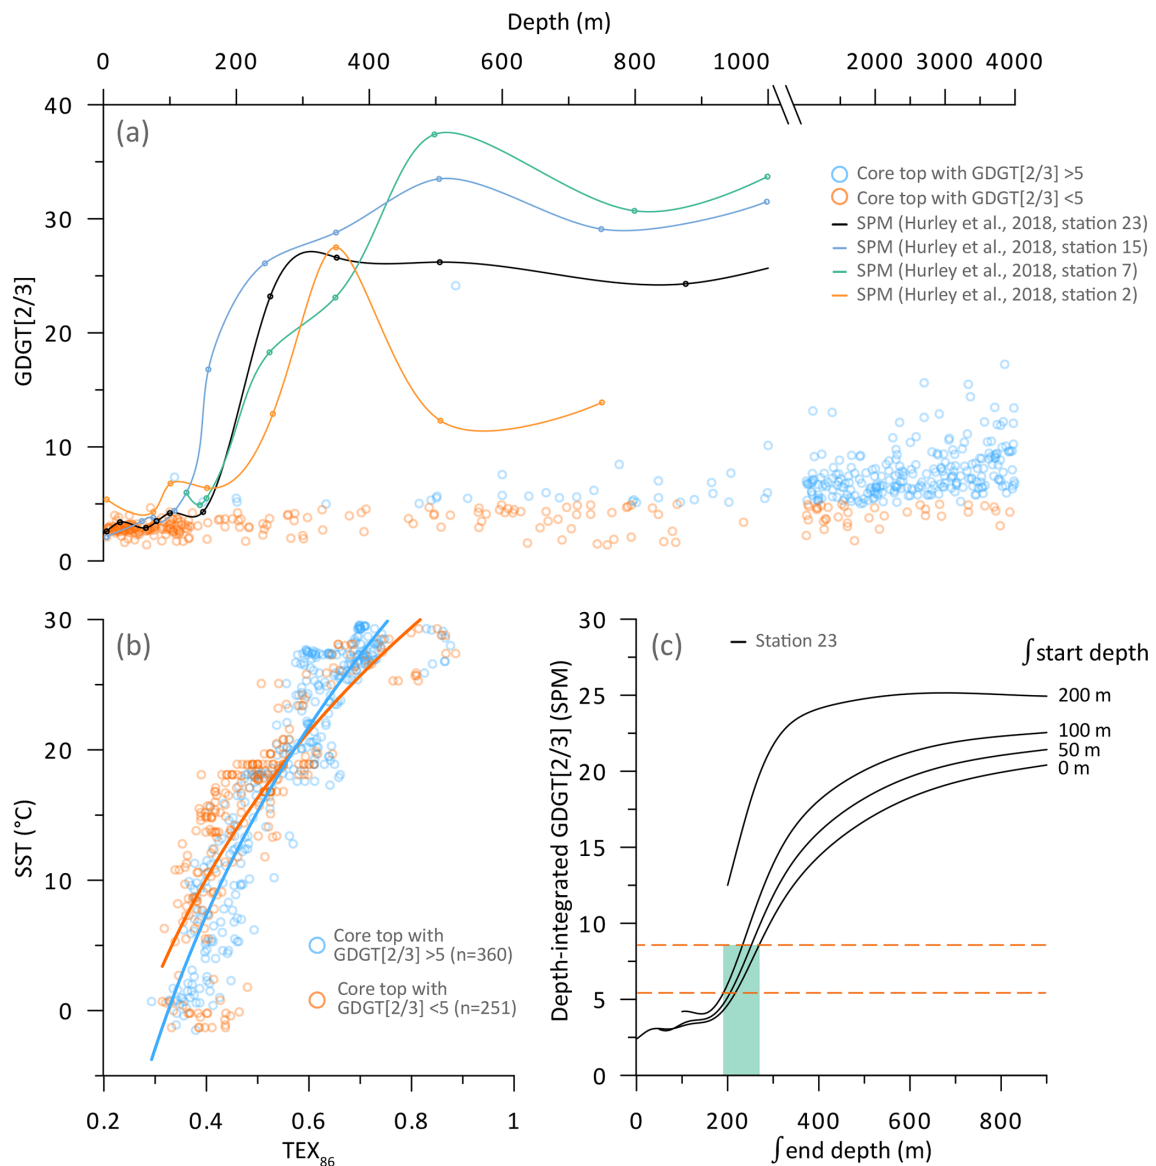 Depth (m)
0 200 400 600 800 1000 2000 3000 4000
40
(a)
Core top with GDGT[2/3] >5
Core top with GDGT[2/3] <5
SPM (Hurley et al., 2018, station 23)
SPM (Hurley et al., 2018, station 15)
SPM (Hurley et al., 2018, station 7)
SPM (Hurley et al., 2018, station 2)
30
GDGT[2/3]
20
10
0
30
(b)
20
SST (°C)
10
0
Core top with
GDGT[2/3] >5 (n=360)
Core top with
GDGT[2/3] <5 (n=251)
0.2 0.4 0.6 0.8 1
TEX86
30
(c)
Station 23
∫start depth
200 m
100 m
50 m
0 m
25
20
15
10
5
0
Depth-integrated GDGT[2/3] (SPM)
0 200 400 600 800
∫end depth (m)